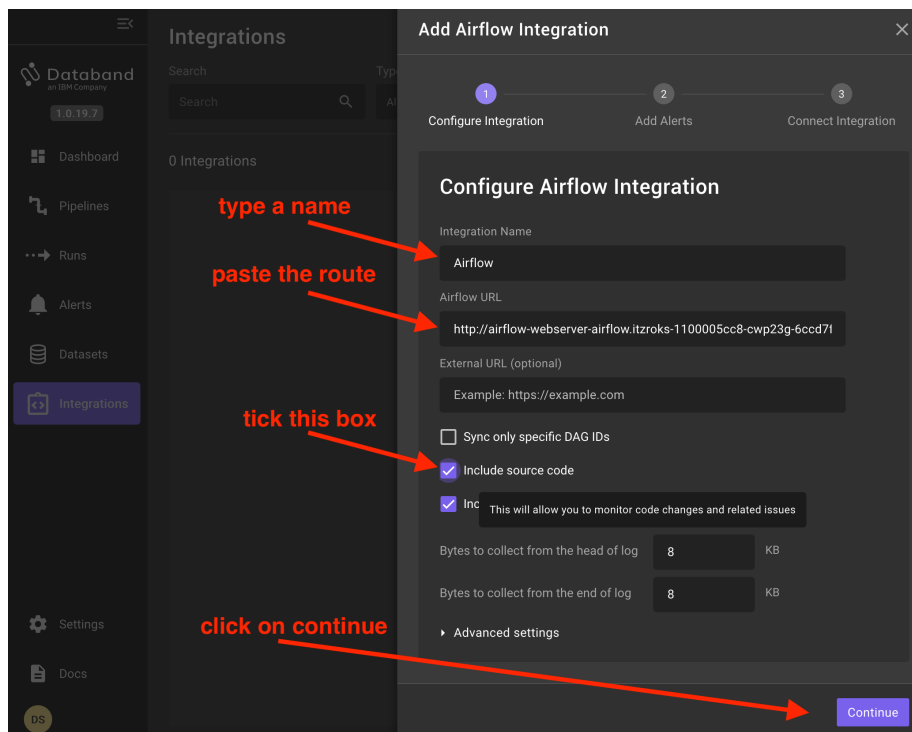 Databand
an IBM Company
1.0.19.7
Dashboard
Pipelines
Runs
Alerts
Datasets
Integrations
Settings
Docs
DS
Integrations
Search
Search
0 Integrations
type a name
paste the route
tick this box
click on continue
Add Airflow Integration
1
2
3
Configure Integration
Add Alerts
Connect Integration
Configure Airflow Integration
Integration Name
Airflow
Airflow URL
http://airflow-webserver-airflow.itzroks-1100005cc8-cwp23g-6ccd7f
External URL (optional)
Example: https://example.com
Sync only specific DAG IDs
Include source code
This will allow you to monitor code changes and related issues
Bytes to collect from the head of log 8 KB
Bytes to collect from the end of log 8 KB
Advanced settings
Continue